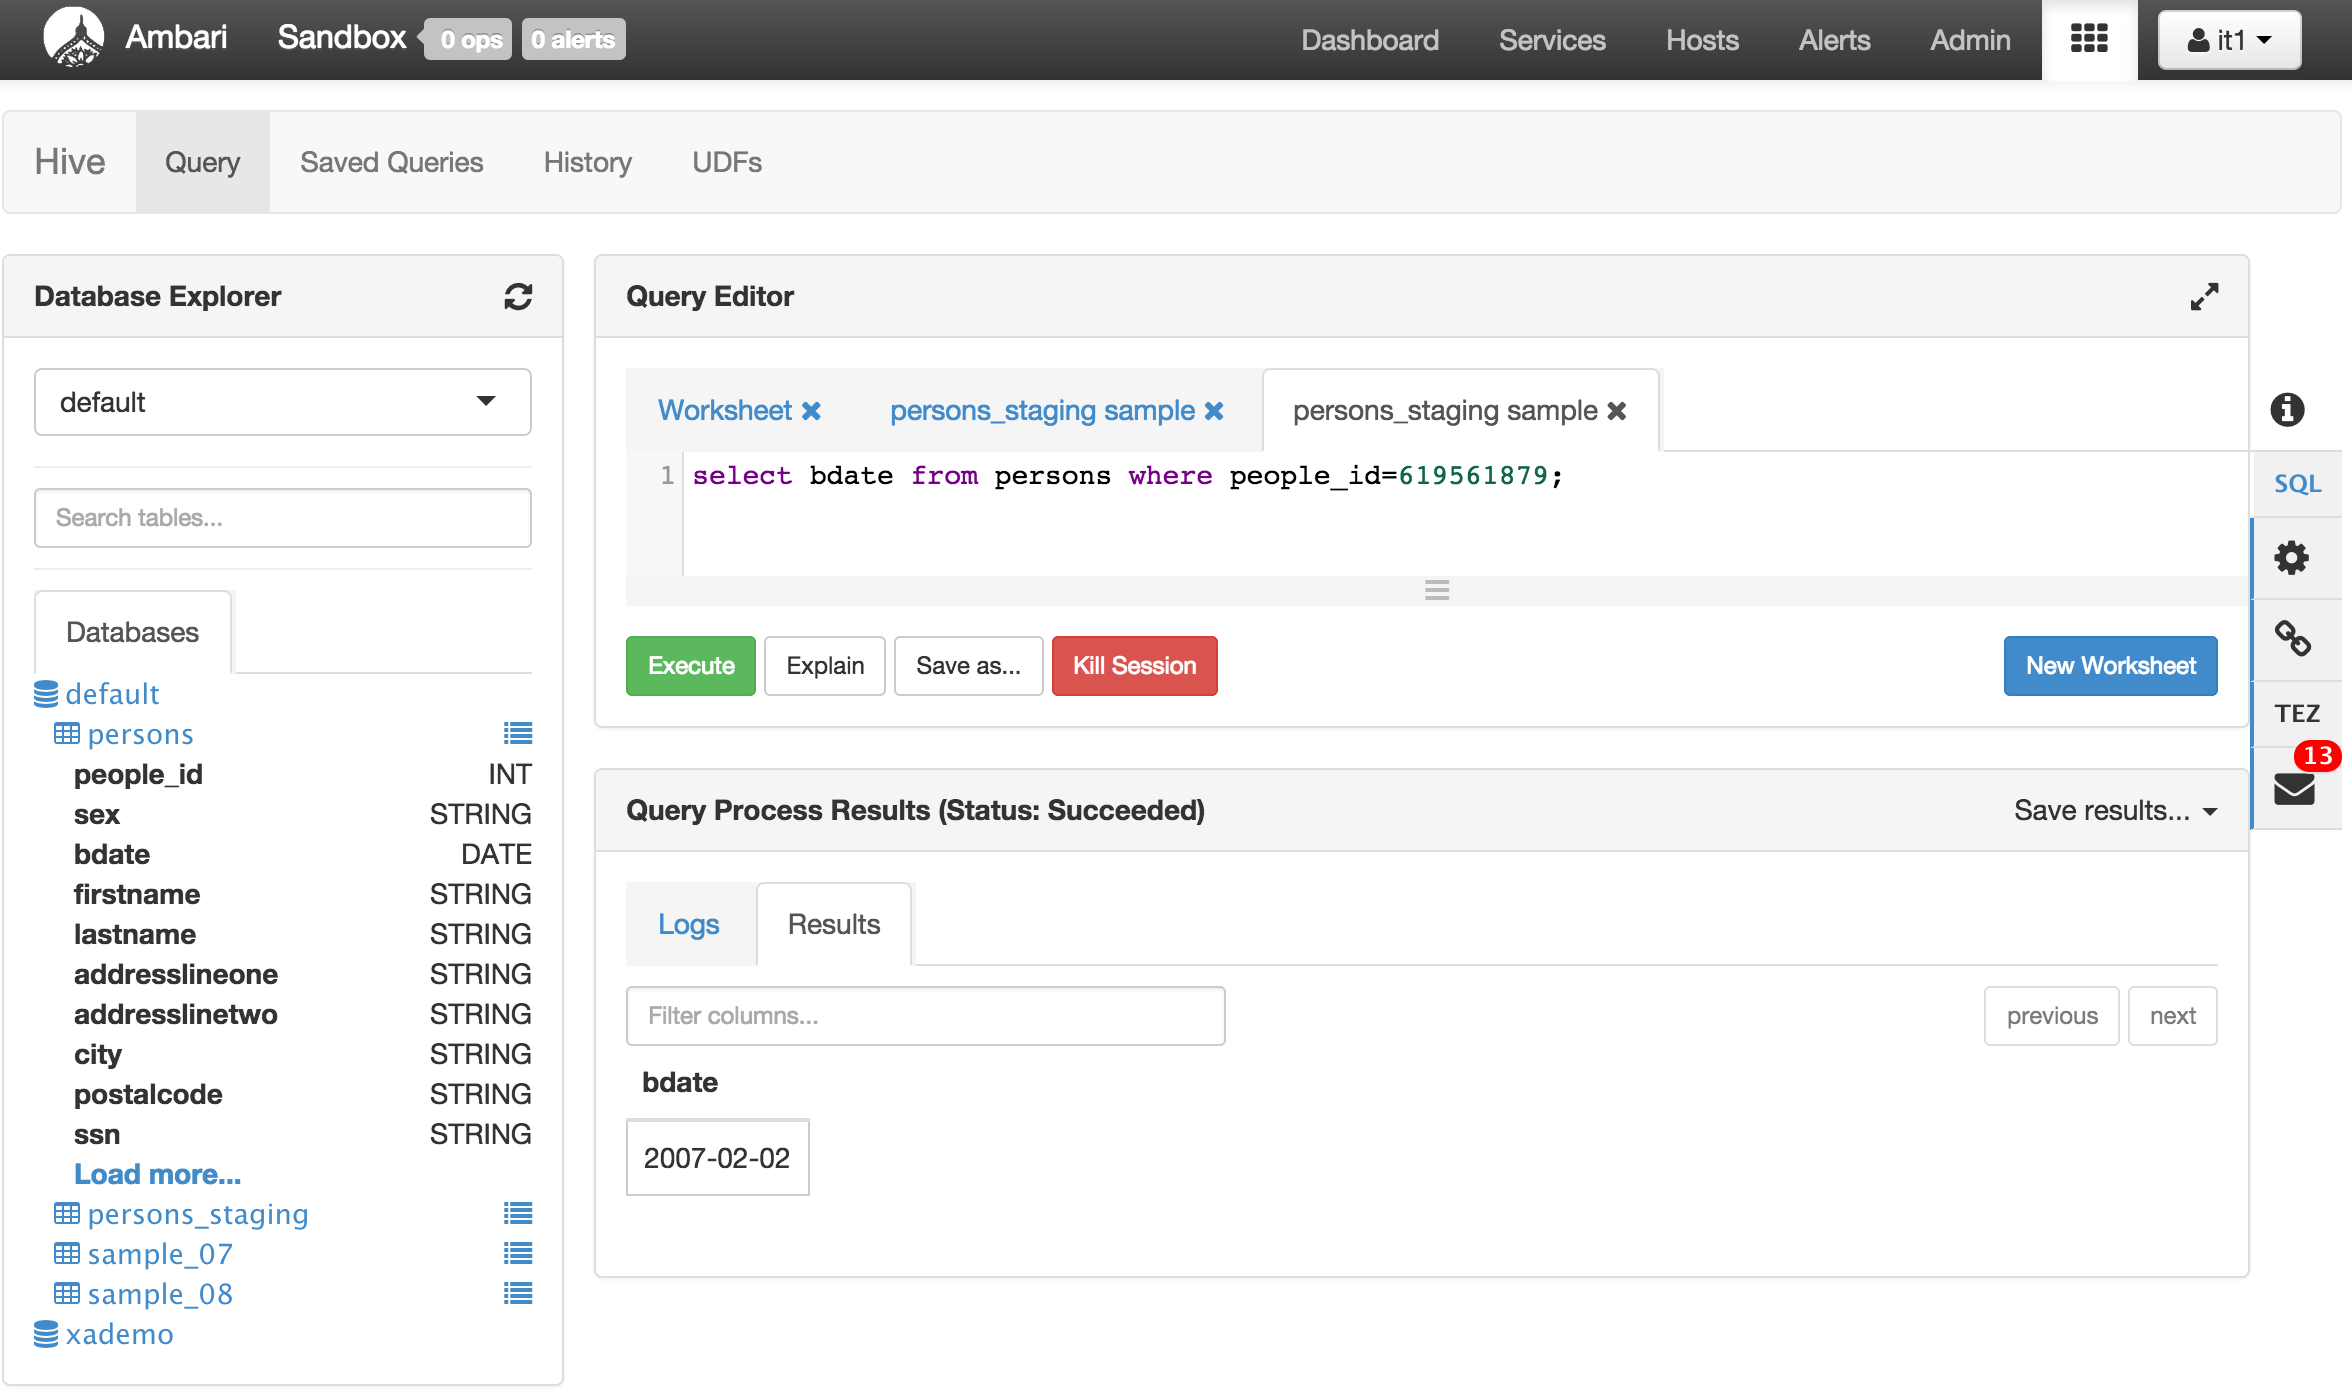 Ambari Sandbox 0 ops 0 alerts Dashboard Services Hosts Alerts Admin it1
Hive Query Saved Queries History UDFs
Database Explorer
default
Search tables...
Databases
default
persons
people_id INT
sex STRING
bdate DATE
firstname STRING
lastname STRING
addresslineone STRING
addresslinetwo STRING
city STRING
postalcode STRING
ssn STRING
Load more...
persons_staging
sample_07
sample_08
xademo
Query Editor
Worksheet persons_staging sample persons_staging sample
1 select bdate from persons where people_id=619561879;
Execute Explain Save as... Kill Session New Worksheet
Query Process Results (Status: Succeeded) Save results...
Logs Results
Filter columns... previous next
bdate
2007-02-02
SQL
TEZ
13